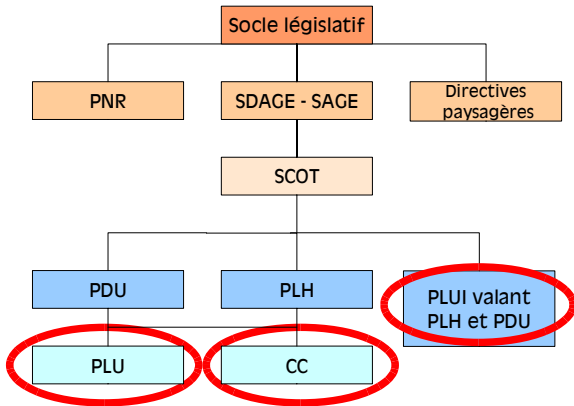 Socle législatif
PNR
SDAGE - SAGE
Directives
paysagères
SCOT
PDU
PLH
PLUI valant
PLH et PDU
PLU
CC